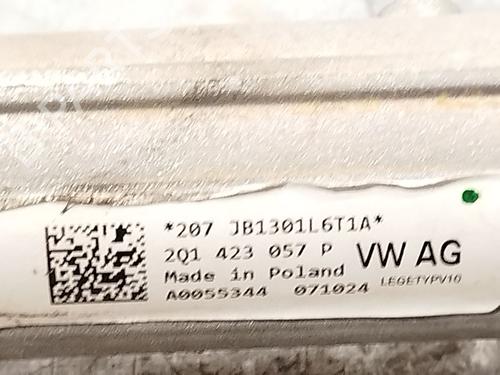 *207 JB1301L6T1A*
2Q1 423 057 P
VW AG
Made in Poland
A0055344 071024
LEGETYPV10